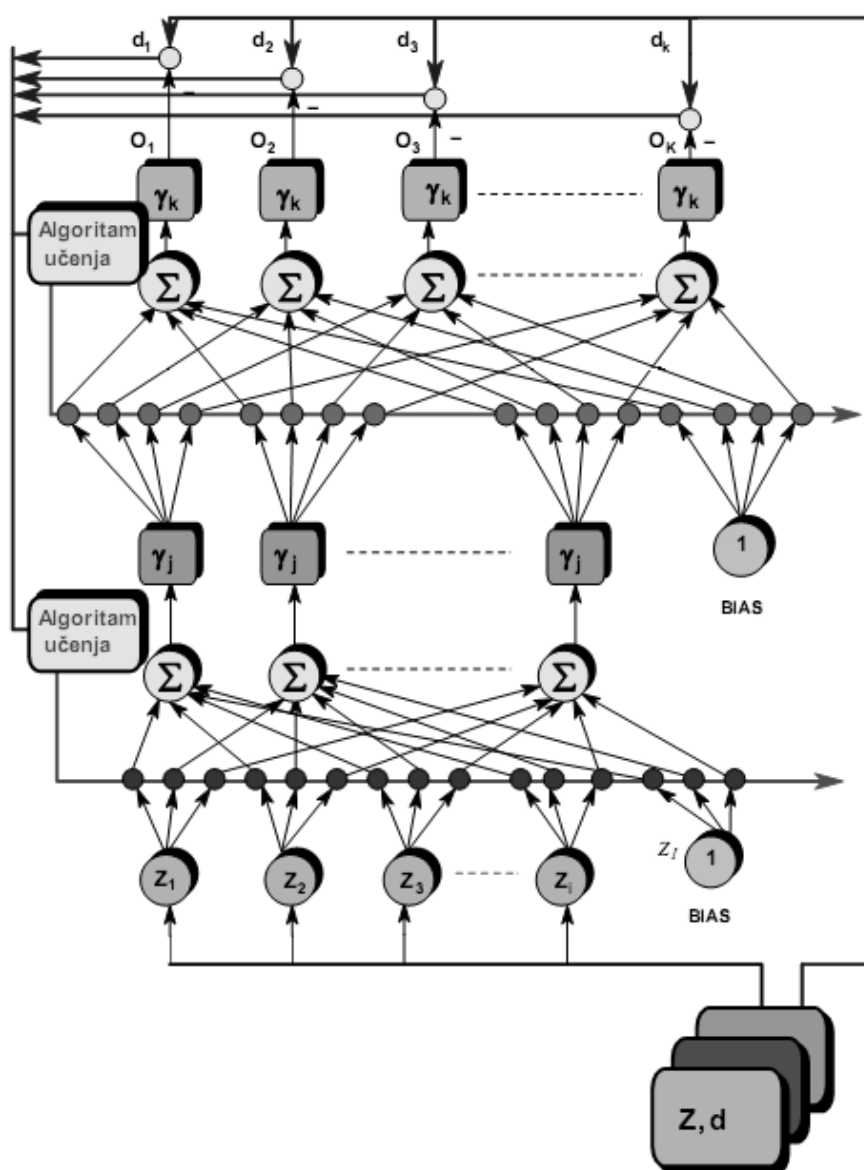 d1 d2 d3 dk
– – – –
O1 O2 O3 OK
γk γk γk γk
Algoritam
učenja
Σ Σ Σ Σ
γj γj γj 1
BIAS
Algoritam
učenja
Σ Σ Σ
Z1 Z2 Z3 Zi z1 1
BIAS
Z, d